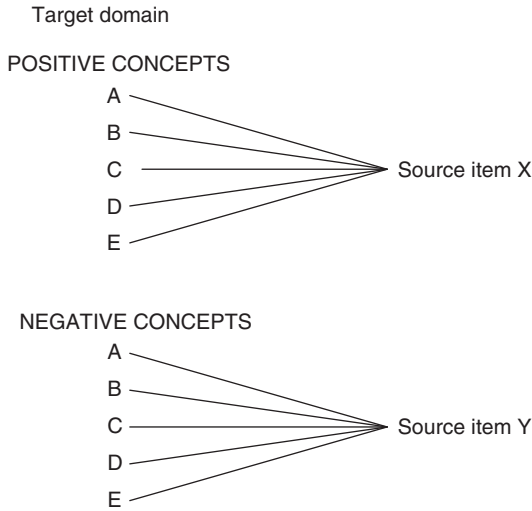 Target domain
POSITIVE CONCEPTS
A
B
C
D
E
Source item X
NEGATIVE CONCEPTS
A
B
C
D
E
Source item Y